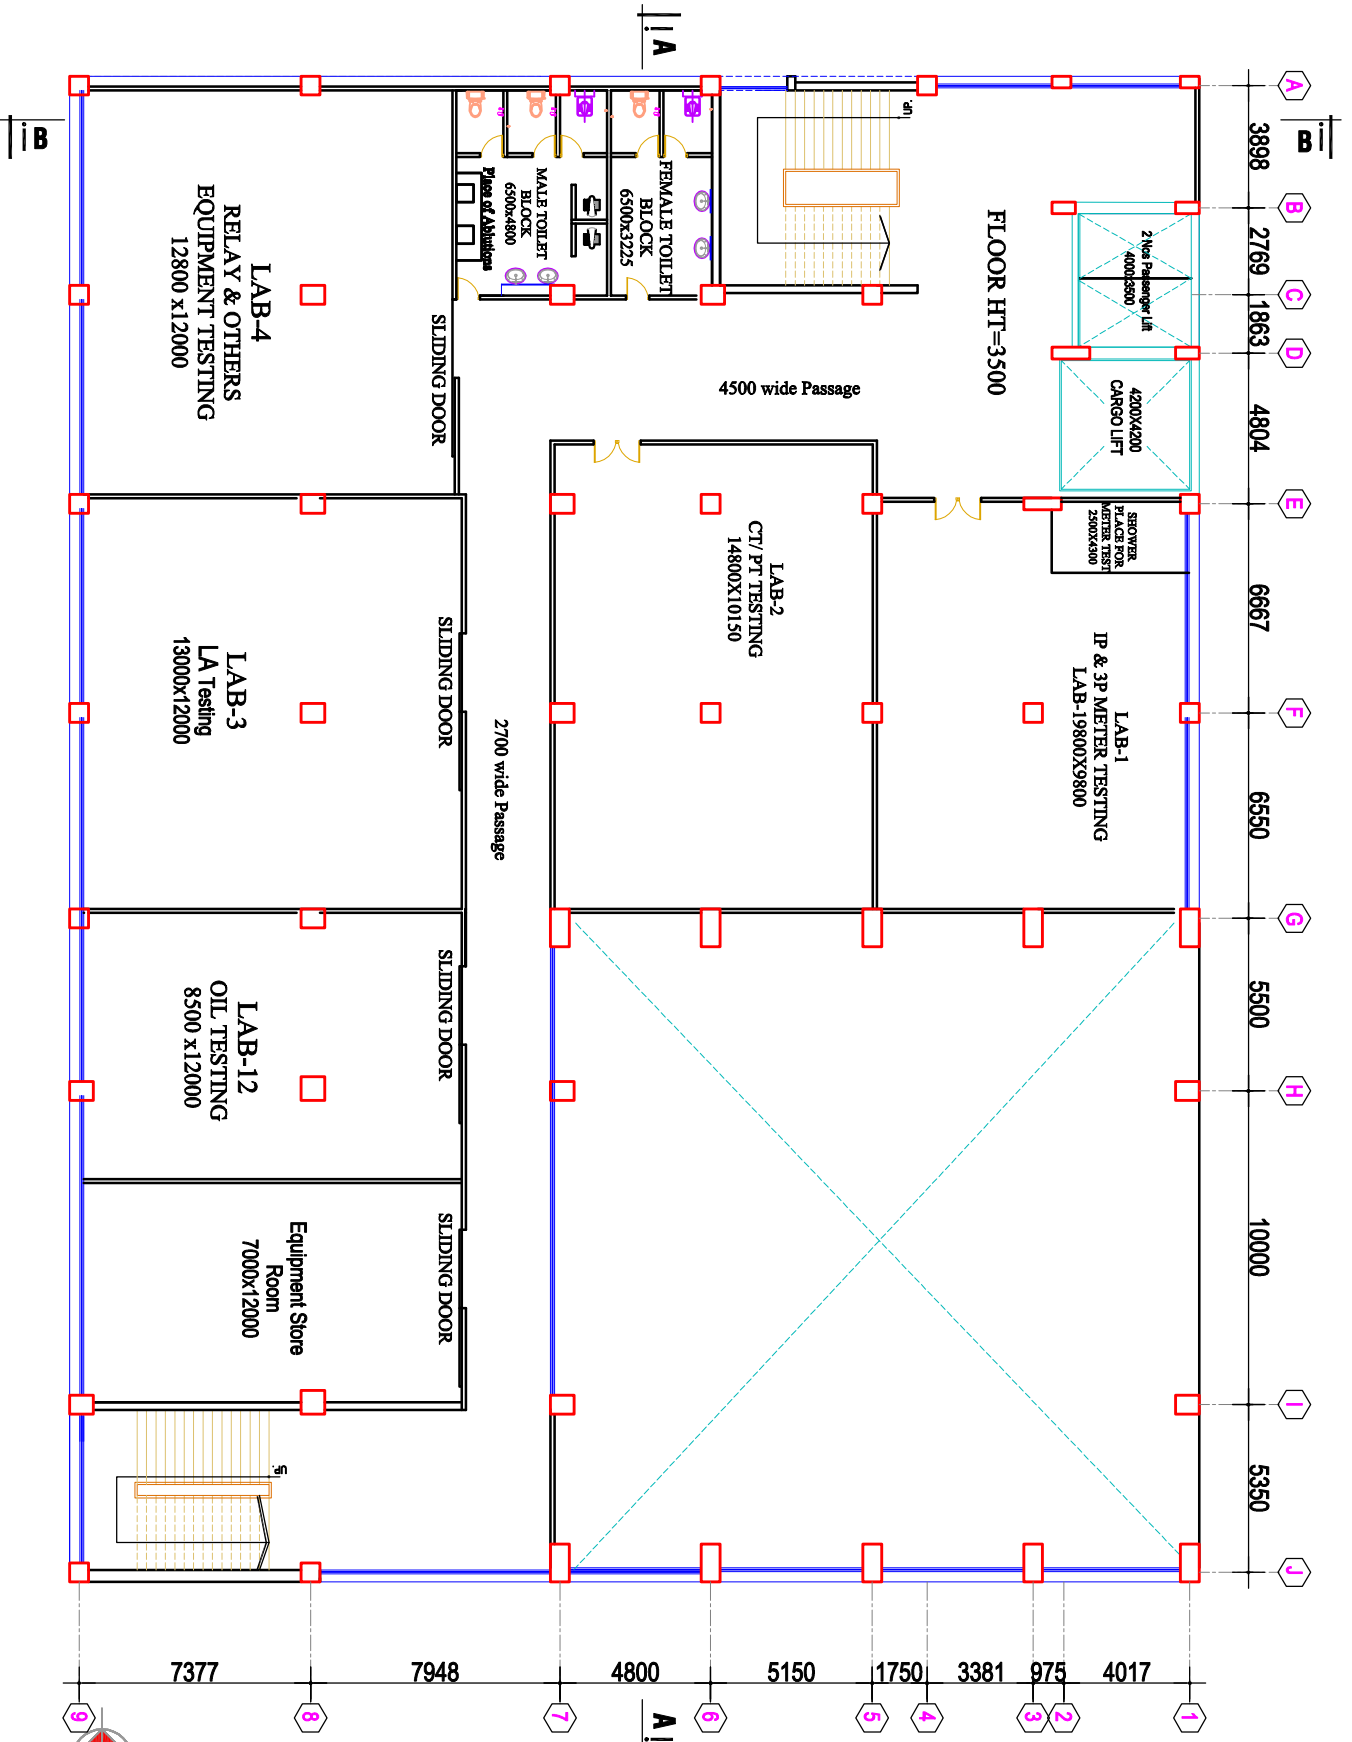 A
A
B
B
A
3898
B
2769
C
1863
D
4804
E
6667
F
6550
G
5500
H
10000
I
5350
J
UP.
FLOOR HT=3500
2 Nos Passenger Lift
4000x3500
4200X4200
CARGO LIFT
SHOWER
PLACE FOR
METER TEST
2500X4300
FEMALE TOILET
BLOCK
6500x3225
MALE TOILET
BLOCK
6500x4800
Place of Ablutions
LAB-4
RELAY & OTHERS
EQUIPMENT TESTING
12800 x12000
SLIDING DOOR
4500 wide Passage
LAB-1
IP & 3P METER TESTING
LAB-19800X9800
LAB-2
CT/ PT TESTING
14800X10150
LAB-3
LA Testing
13000x12000
SLIDING DOOR
2700 wide Passage
LAB-12
OIL TESTING
8500 x12000
SLIDING DOOR
Equipment Store
Room
7000x12000
SLIDING DOOR
UP.
7377
7948
4800
5150
1750
3381
975
4017
9
8
7
6
5
4
3
2
1